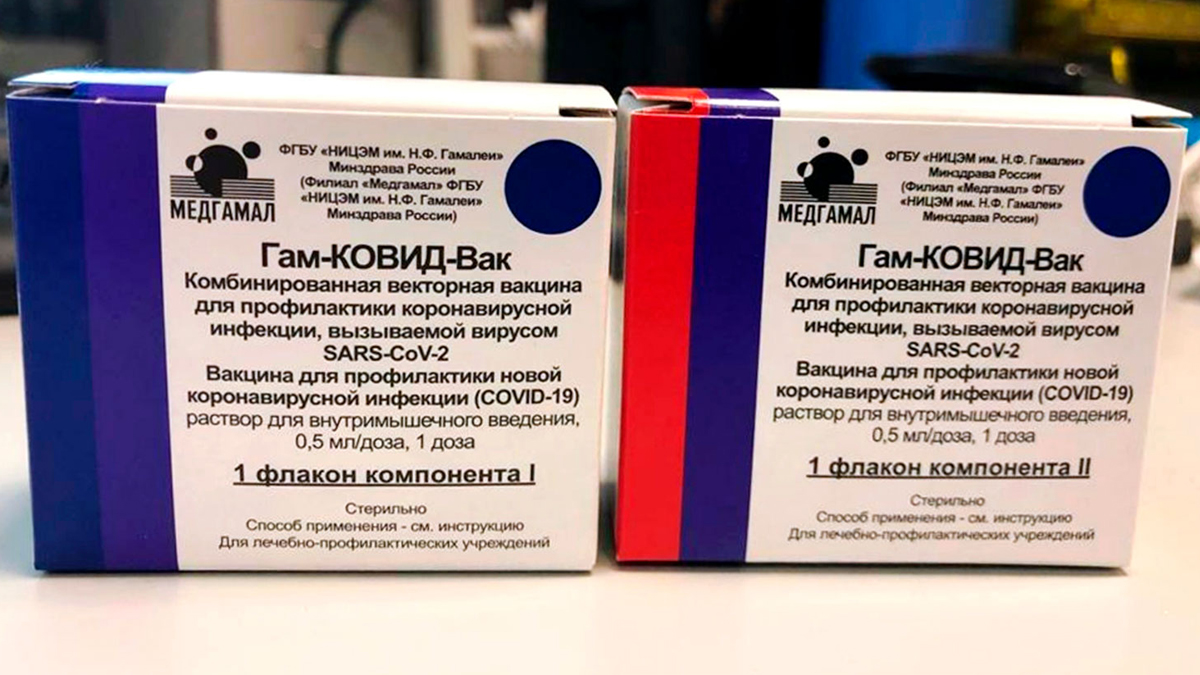 МЕДГАМАЛ
ФГБУ «НИЦЭМ им. Н.Ф. Гамалеи»
Минздрава России
(Филиал «Медгамал» ФГБУ
«НИЦЭМ им. Н.Ф. Гамалеи»
Минздрава России)
Гам-КОВИД-Вак
Комбинированная векторная вакцина
для профилактики коронавирусной
инфекции, вызываемой вирусом
SARS-CoV-2
Вакцина для профилактики новой
коронавирусной инфекции (COVID-19)
раствор для внутримышечного введения,
0,5 мл/доза, 1 доза
1 флакон компонента I
Стерильно
Способ применения - см. инструкцию
Для лечебно-профилактических учреждений
МЕДГАМАЛ
ФГБУ «НИЦЭМ им. Н.Ф. Гамалеи»
Минздрава России
(Филиал «Медгамал» ФГБУ
«НИЦЭМ им. Н.Ф. Гамалеи»
Минздрава России)
Гам-КОВИД-Вак
Комбинированная векторная вакцина
для профилактики коронавирусной
инфекции, вызываемой вирусом
SARS-CoV-2
Вакцина для профилактики новой
коронавирусной инфекции (COVID-19)
раствор для внутримышечного введения,
0,5 мл/доза, 1 доза
1 флакон компонента II
Стерильно
Способ применения - см. инструкцию
Для лечебно-профилактических учреждений